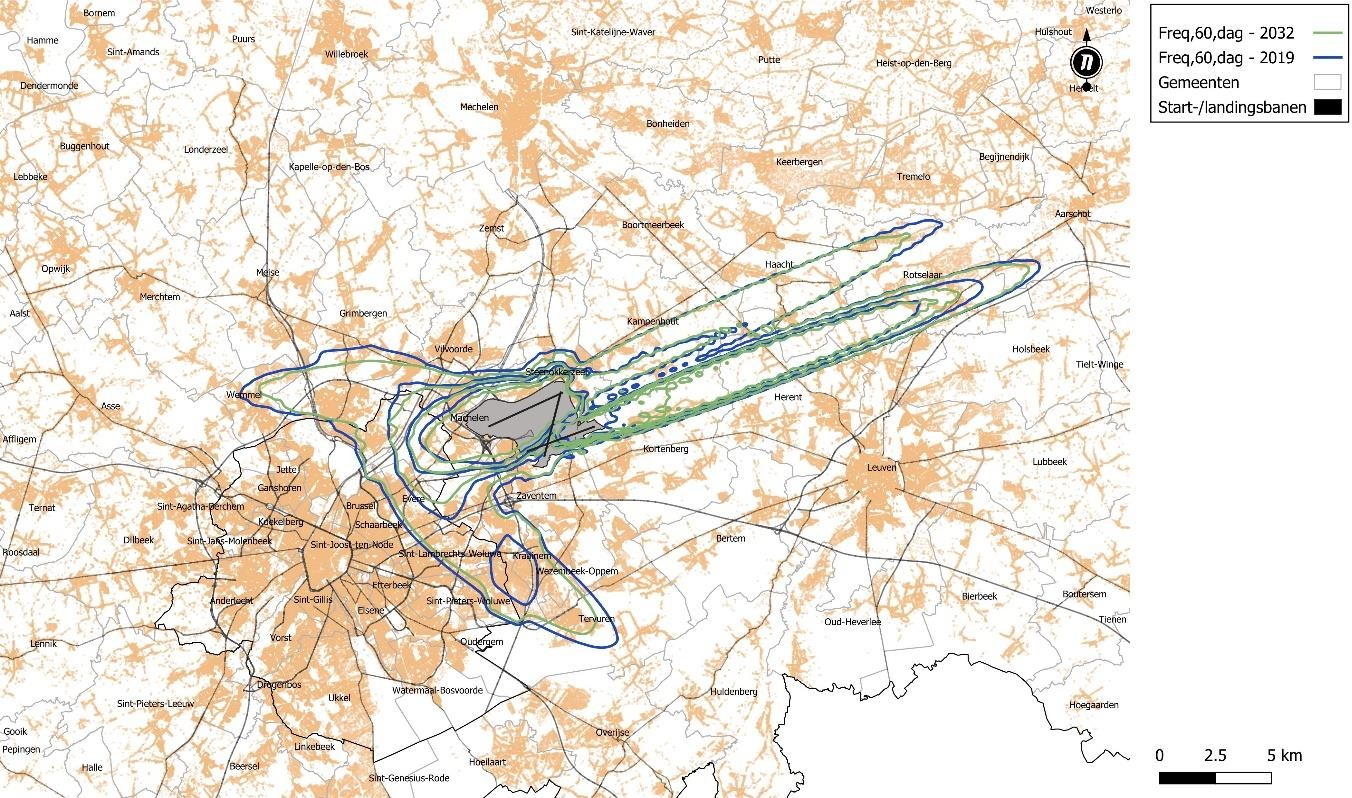 Bornem
Westerlo
Hamme
Sint-Amands
Puurs
Willebroek
Sint-Katelijne-Waver
Hulshout
Putte
Heist-op-den-Berg
Dendermonde
Mechelen
Bonheiden
Buggenhout
Londerzeel
Kapelle-op-den-Bos
Keerbergen
Begijnendijk
Lebbeke
Tremelo
Aarschot
Zemst
Boortmeerbeek
Opwijk
Meise
Haacht
Rotselaar
Merchtem
Aalst
Grimbergen
Kampenhout
Vilvoorde
Holsbeek
Tielt-Winge
Steenokkerzeel
Wemmel
Asse
Machelen
Herent
Affligem
Kortenberg
Lubbeek
Leuven
Jette
Ganshoren
Evere
Zaventem
Ternat
Sint-Agatha-Berchem
Brussel
Koekelberg
Schaarbeek
Dilbeek
Sint-Jans-Molenbeek
Sint-Joost-ten-Node
Bertem
Roosdaal
Sint-Lambrechts-Woluwe
Kraainem
Wezembeek-Oppem
Etterbeek
Anderlecht
Sint-Gillis
Elsene
Sint-Pieters-Woluwe
Bierbeek
Boutersem
Tervuren
Oud-Heverlee
Tienen
Lennik
Vorst
Oudergem
Drogenbos
Ukkel
Watermaal-Bosvoorde
Huldenberg
Sint-Pieters-Leeuw
Hoegaarden
Gooik
Overijse
Pepingen
Linkebeek
Halle
Beersel
Hoeilaart
Sint-Genesius-Rode
n
Freq,60,dag - 2032
Freq,60,dag - 2019
Gemeenten
Start-/landingsbanen
0 2.5 5 km